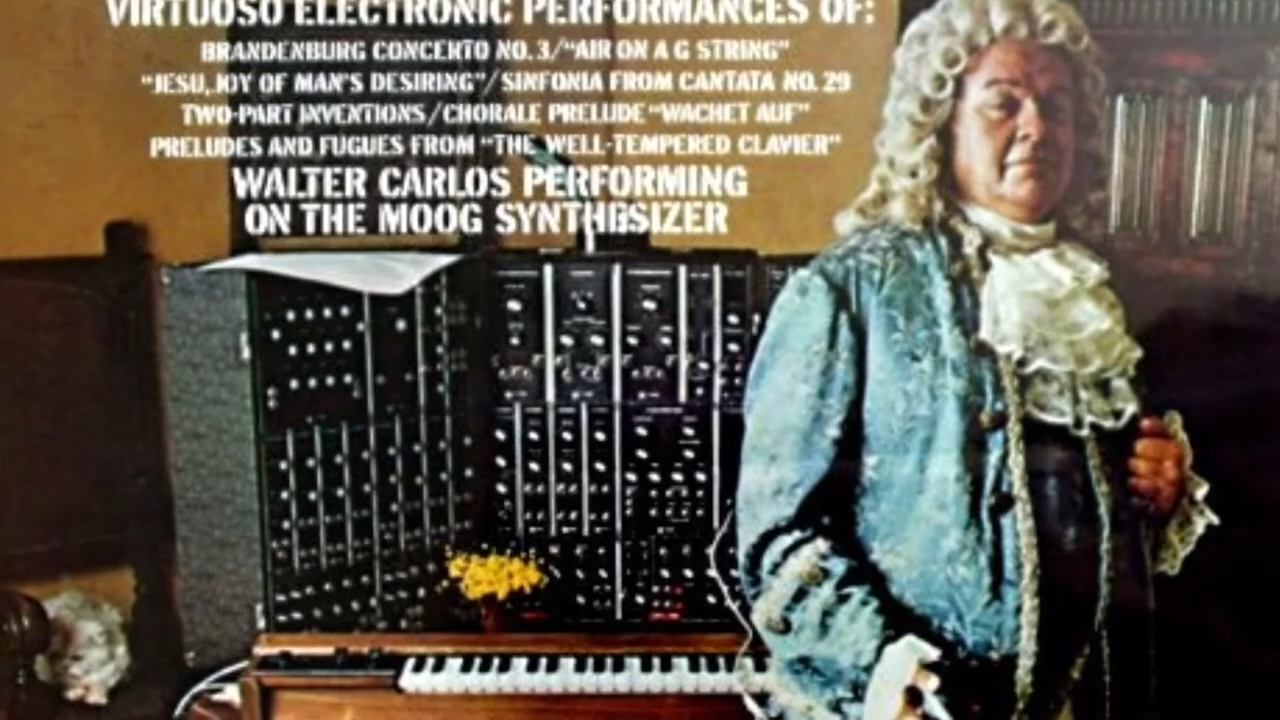 VIRTUOSO ELECTRONIC PERFORMANCES OF:
BRANDENBURG CONCERTO NO. 3/“AIR ON A G STRING”
“JESU, JOY OF MAN'S DESIRING”/SINFONIA FROM CANTATA NO. 29
TWO-PART INVENTIONS/CHORALE PRELUDE “WACHET AUF”
PRELUDES AND FUGUES FROM “THE WELL-TEMPERED CLAVIER”
WALTER CARLOS PERFORMING
ON THE MOOG SYNTHESIZER